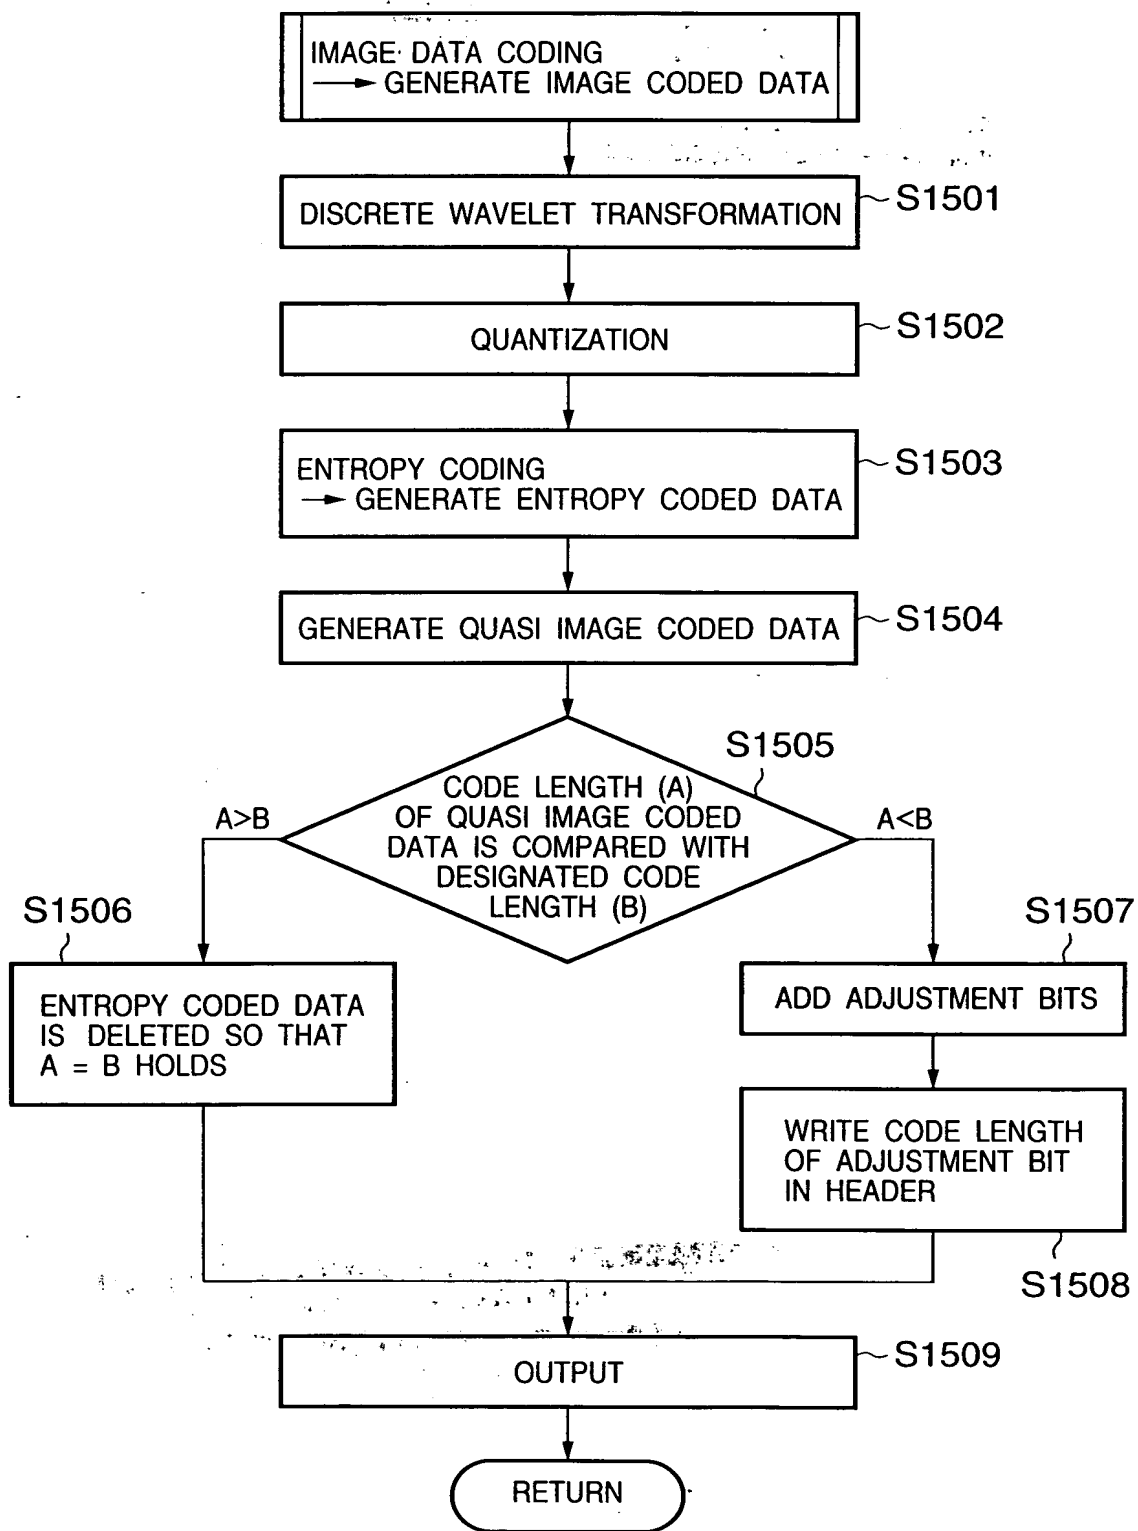 IMAGE DATA CODING
→ GENERATE IMAGE CODED DATA
DISCRETE WAVELET TRANSFORMATION
S1501
QUANTIZATION
S1502
ENTROPY CODING
→ GENERATE ENTROPY CODED DATA
S1503
GENERATE QUASI IMAGE CODED DATA
S1504
S1505
CODE LENGTH (A)
OF QUASI IMAGE CODED
DATA IS COMPARED WITH
DESIGNATED CODE
LENGTH (B)
A>B
A<B
S1506
ENTROPY CODED DATA
IS DELETED SO THAT
A = B HOLDS
S1507
ADD ADJUSTMENT BITS
WRITE CODE LENGTH
OF ADJUSTMENT BIT
IN HEADER
S1508
OUTPUT
S1509
RETURN